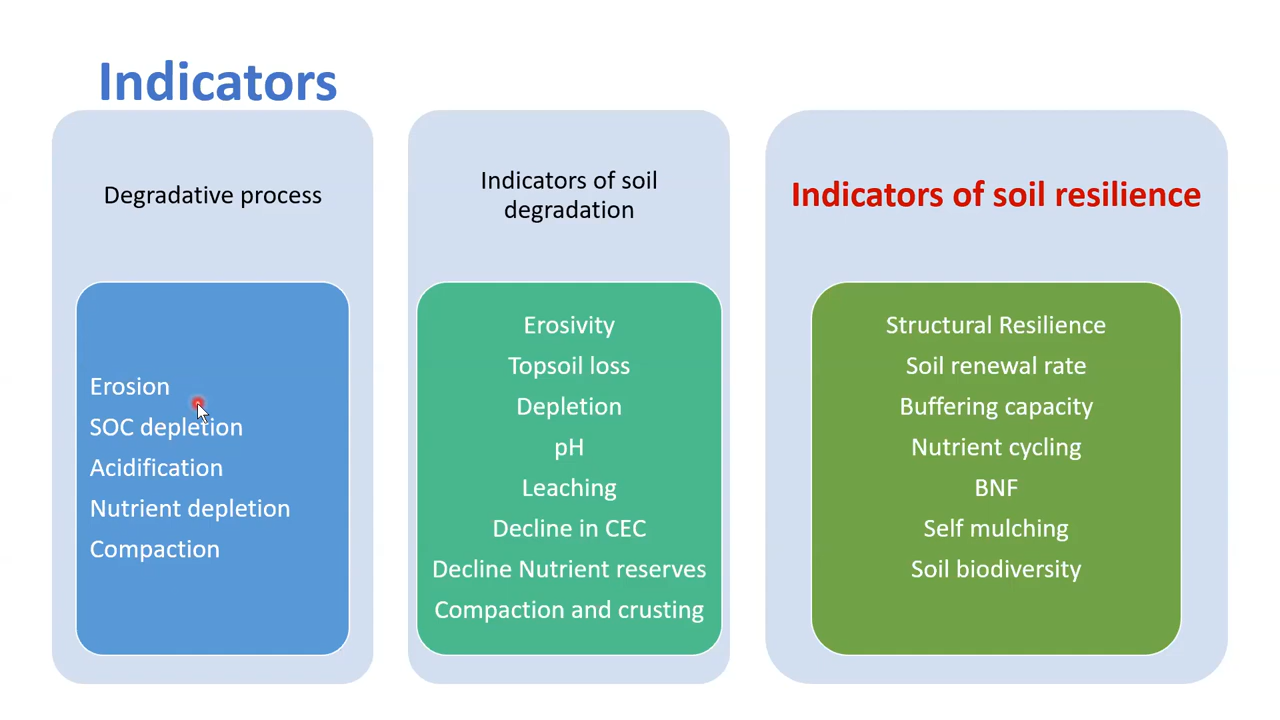 Indicators
Degradative process
Erosion
SOC depletion
Acidification
Nutrient depletion
Compaction
Indicators of soil
degradation
Erosivity
Topsoil loss
Depletion
pH
Leaching
Decline in CEC
Decline Nutrient reserves
Compaction and crusting
Indicators of soil resilience
Structural Resilience
Soil renewal rate
Buffering capacity
Nutrient cycling
BNF
Self mulching
Soil biodiversity